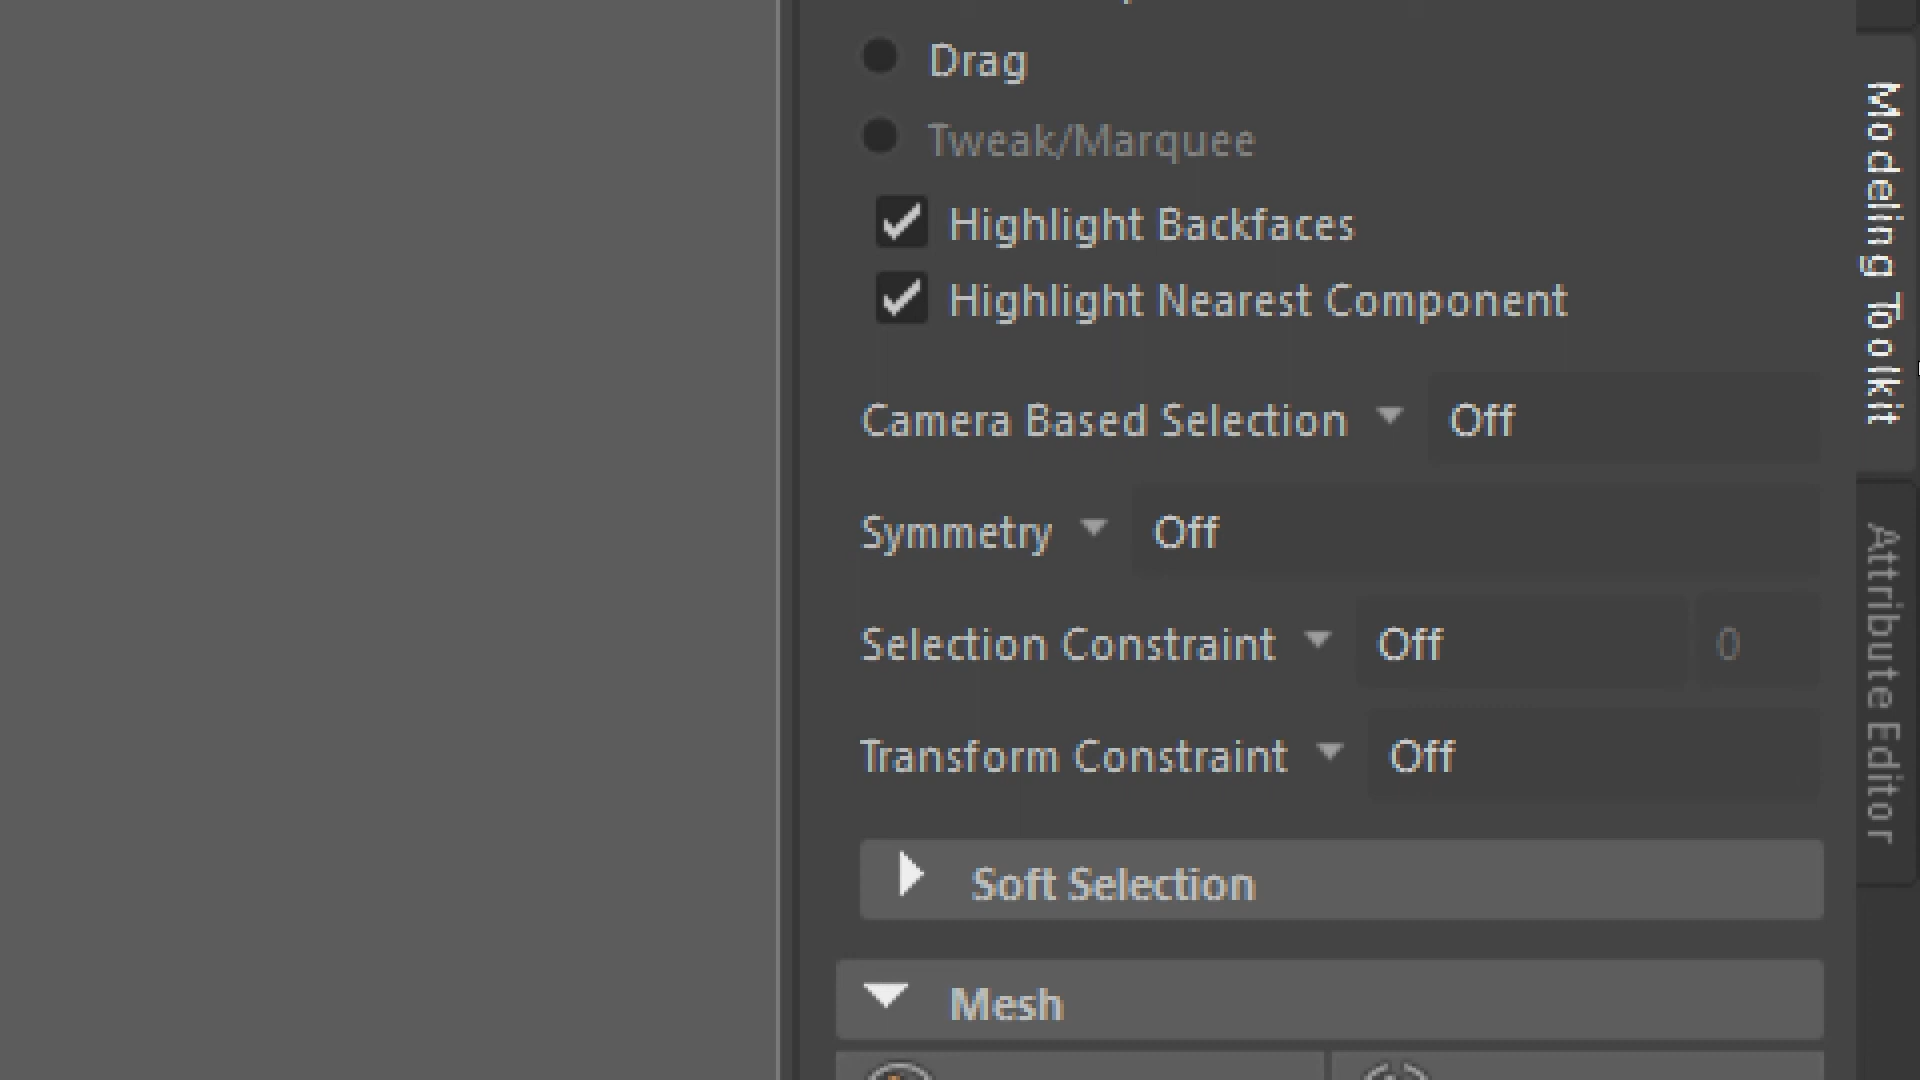 Drag
Tweak/Marquee
Highlight Backfaces
Highlight Nearest Component
Camera Based Selection Off
Symmetry Off
Selection Constraint Off 0
Transform Constraint Off
Soft Selection
Mesh
Modeling Toolkit
Attribute Editor